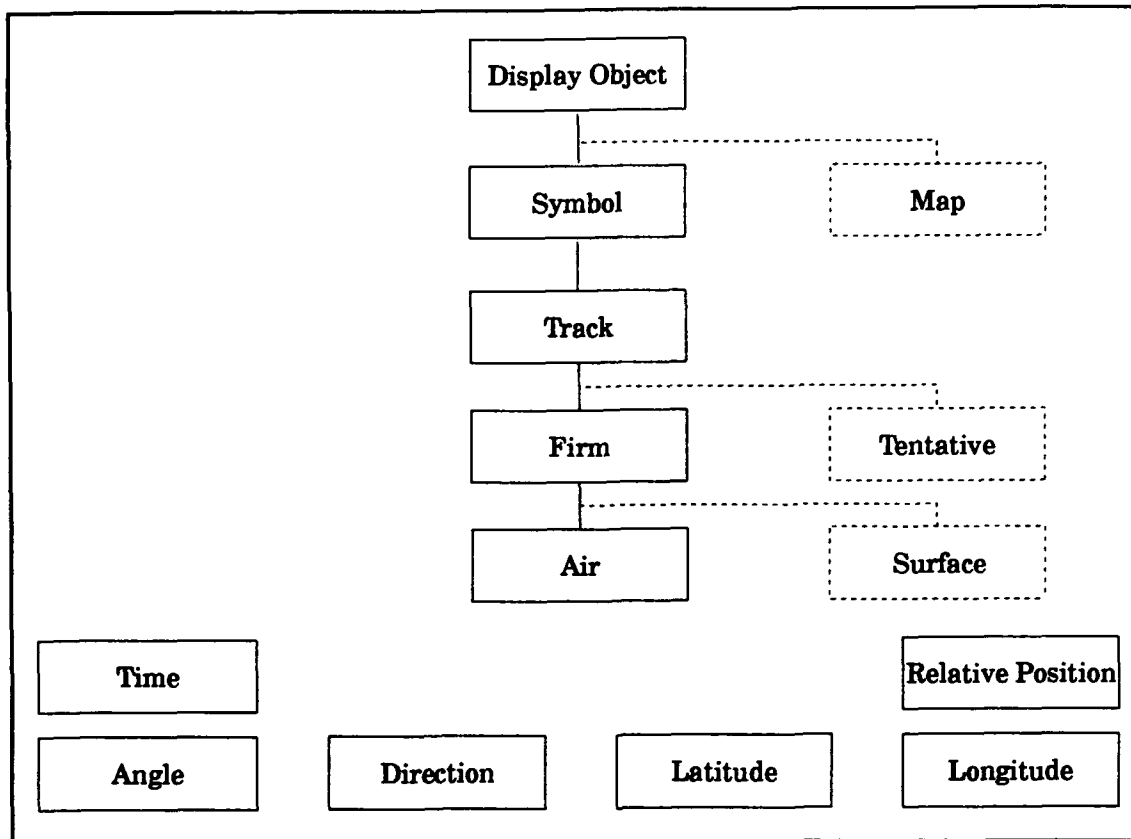 Display Object
Symbol
Map
Track
Firm
Tentative
Air
Surface
Time
Relative Position
Angle
Direction
Latitude
Longitude